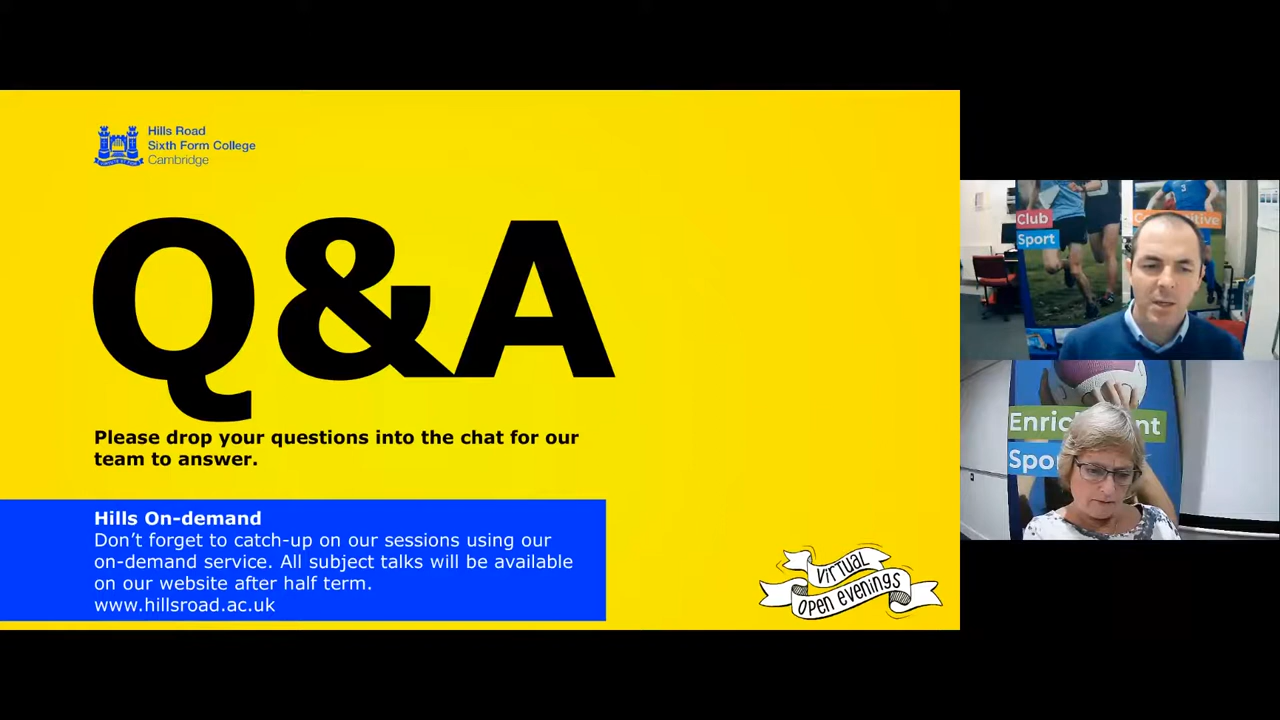 Hills Road
Sixth Form College
Cambridge
Q&A
Please drop your questions into the chat for our
team to answer.
Hills On-demand
Don't forget to catch-up on our sessions using our
on-demand service. All subject talks will be available
on our website after half term.
www.hillsroad.ac.uk
VIRTUAL
OPEN EVENINGS
Club
Sport
3